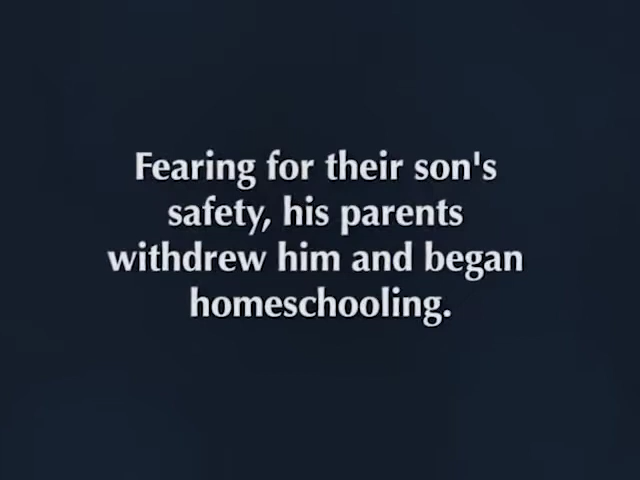 Fearing for their son's
safety, his parents
withdrew him and began
homeschooling.